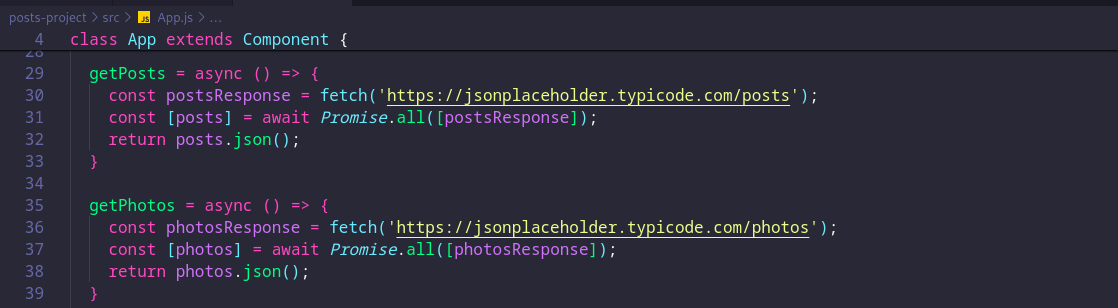 posts-project > src > JS App.js > ...
4 class App extends Component {
28
29 getPosts = async () => {
30 const postsResponse = fetch('https://jsonplaceholder.typicode.com/posts');
31 const [posts] = await Promise.all([postsResponse]);
32 return posts.json();
33 }
34
35 getPhotos = async () => {
36 const photosResponse = fetch('https://jsonplaceholder.typicode.com/photos');
37 const [photos] = await Promise.all([photosResponse]);
38 return photos.json();
39 }